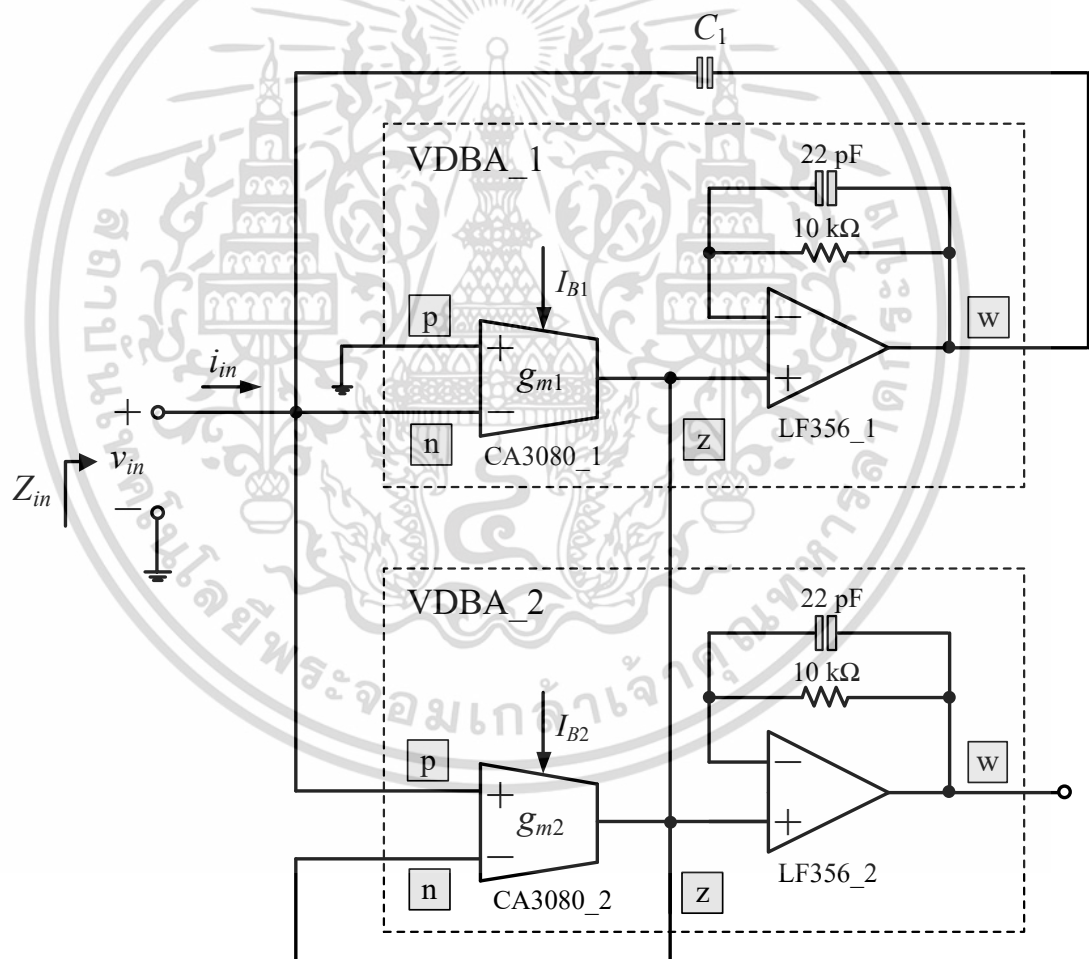 C1
VDBA_1
22 pF
10 kΩ
IB1
p
w
−
+
gm1
iin
+
−
n
CA3080_1
z
LF356_1
+
vin
−
Zin
VDBA_2
22 pF
10 kΩ
IB2
p
w
−
+
gm2
+
−
n
CA3080_2
z
LF356_2